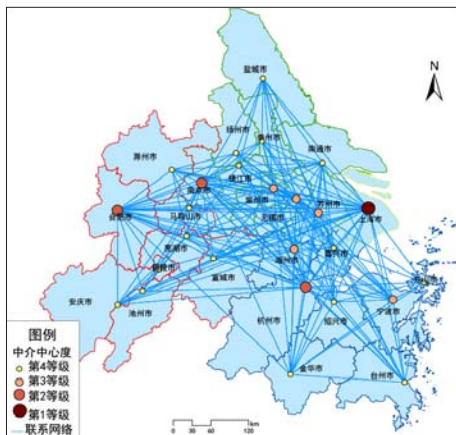 N
盐城市
扬州市
泰州市
滁州市
南通市
镇江市
南京市
常州市
苏州市
合肥市
马鞍山市
无锡市
上海市
芜湖市
嘉兴市
湖州市
铜陵市
宣城市
安庆市
池州市
杭州市
绍兴市
宁波市
金华市
台州市
图例
中介中心度
第4等级
第3等级
第2等级
第1等级
联系网络
0 30 60 120
km